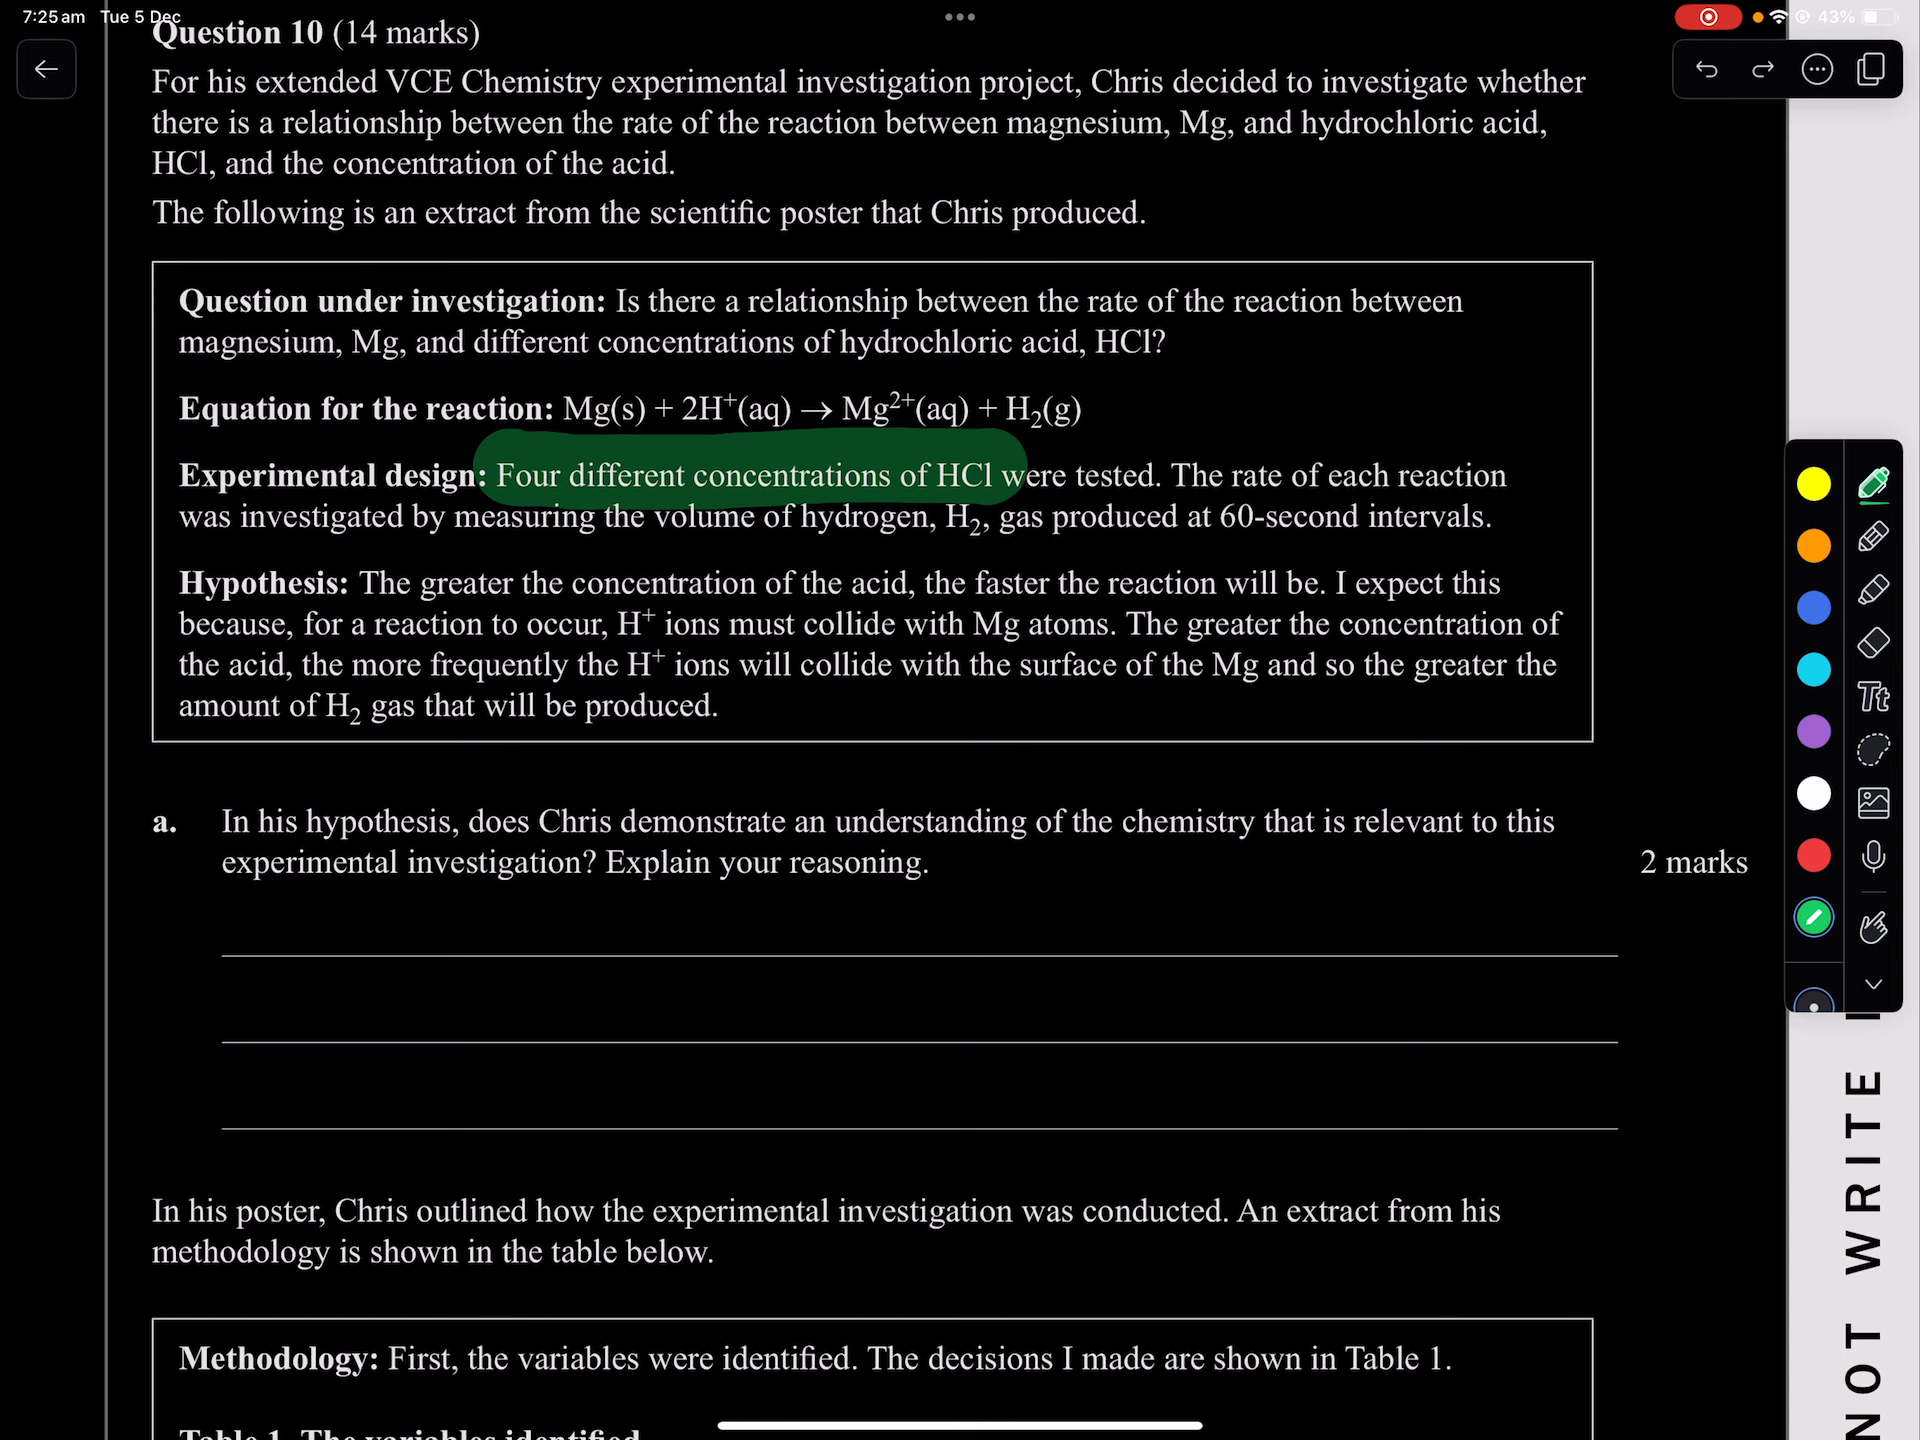 7:25 am Tue 5 Dec
43%
Question 10 (14 marks)
For his extended VCE Chemistry experimental investigation project, Chris decided to investigate whether
there is a relationship between the rate of the reaction between magnesium, Mg, and hydrochloric acid,
HCl, and the concentration of the acid.
The following is an extract from the scientific poster that Chris produced.
Question under investigation: Is there a relationship between the rate of the reaction between
magnesium, Mg, and different concentrations of hydrochloric acid, HCl?
Equation for the reaction: Mg(s) + 2H⁺(aq) → Mg²⁺(aq) + H₂(g)
Experimental design: Four different concentrations of HCl were tested. The rate of each reaction
was investigated by measuring the volume of hydrogen, H₂, gas produced at 60-second intervals.
Hypothesis: The greater the concentration of the acid, the faster the reaction will be. I expect this
because, for a reaction to occur, H⁺ ions must collide with Mg atoms. The greater the concentration of
the acid, the more frequently the H⁺ ions will collide with the surface of the Mg and so the greater the
amount of H₂ gas that will be produced.
a. In his hypothesis, does Chris demonstrate an understanding of the chemistry that is relevant to this
experimental investigation? Explain your reasoning.
2 marks
In his poster, Chris outlined how the experimental investigation was conducted. An extract from his
methodology is shown in the table below.
Methodology: First, the variables were identified. The decisions I made are shown in Table 1.
Table 1. The variables identified
Tt
NOT WRITE